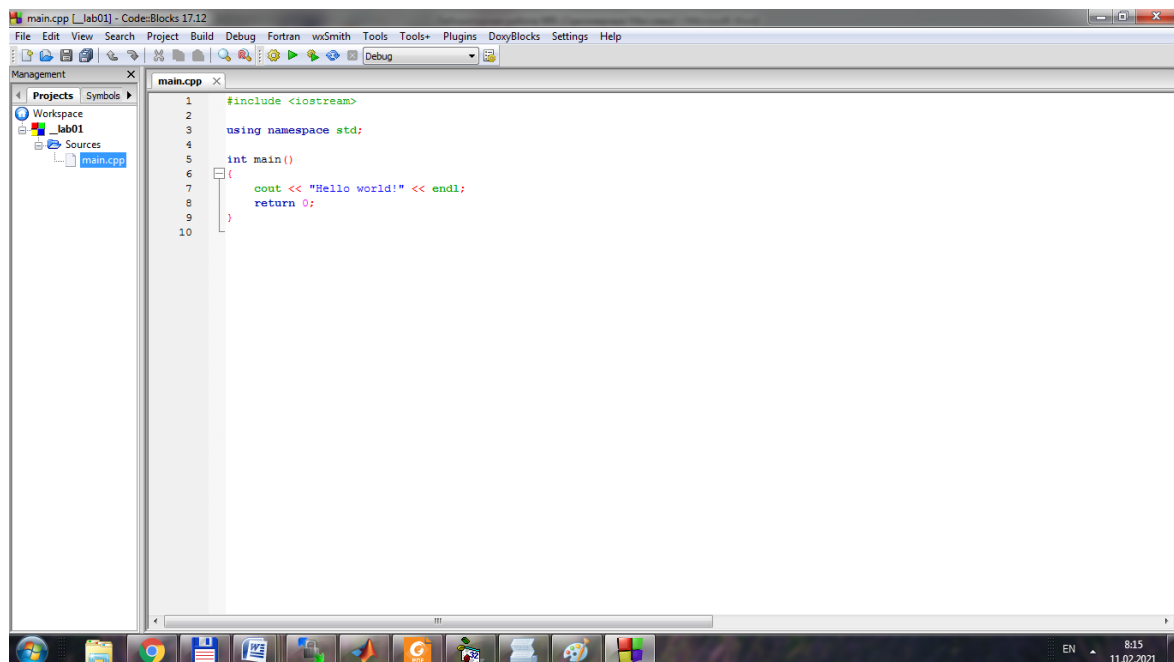 main.cpp [__lab01] - Code::Blocks 17.12
File Edit View Search Project Build Debug Fortran wxSmith Tools Tools+ Plugins DoxyBlocks Settings Help
Debug
Management
Projects Symbols
Workspace
__lab01
Sources
main.cpp
main.cpp
1 #include <iostream>
2
3 using namespace std;
4
5 int main()
6 {
7 cout << "Hello world!" << endl;
8 return 0;
9 }
10
EN
8:15
11.02.2021